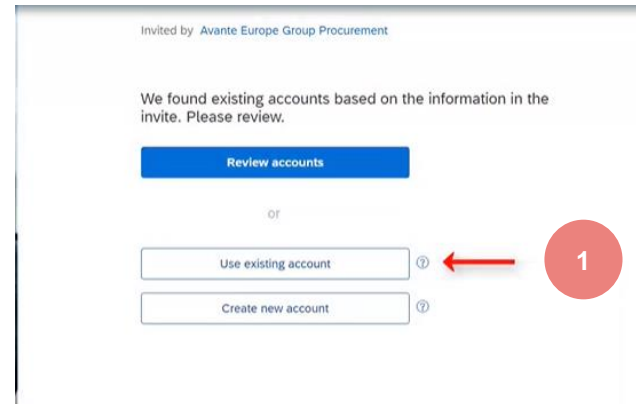 Invited by Avante Europe Group Procurement
We found existing accounts based on the information in the
invite. Please review.
Review accounts
or
Use existing account ?
1
Create new account ?